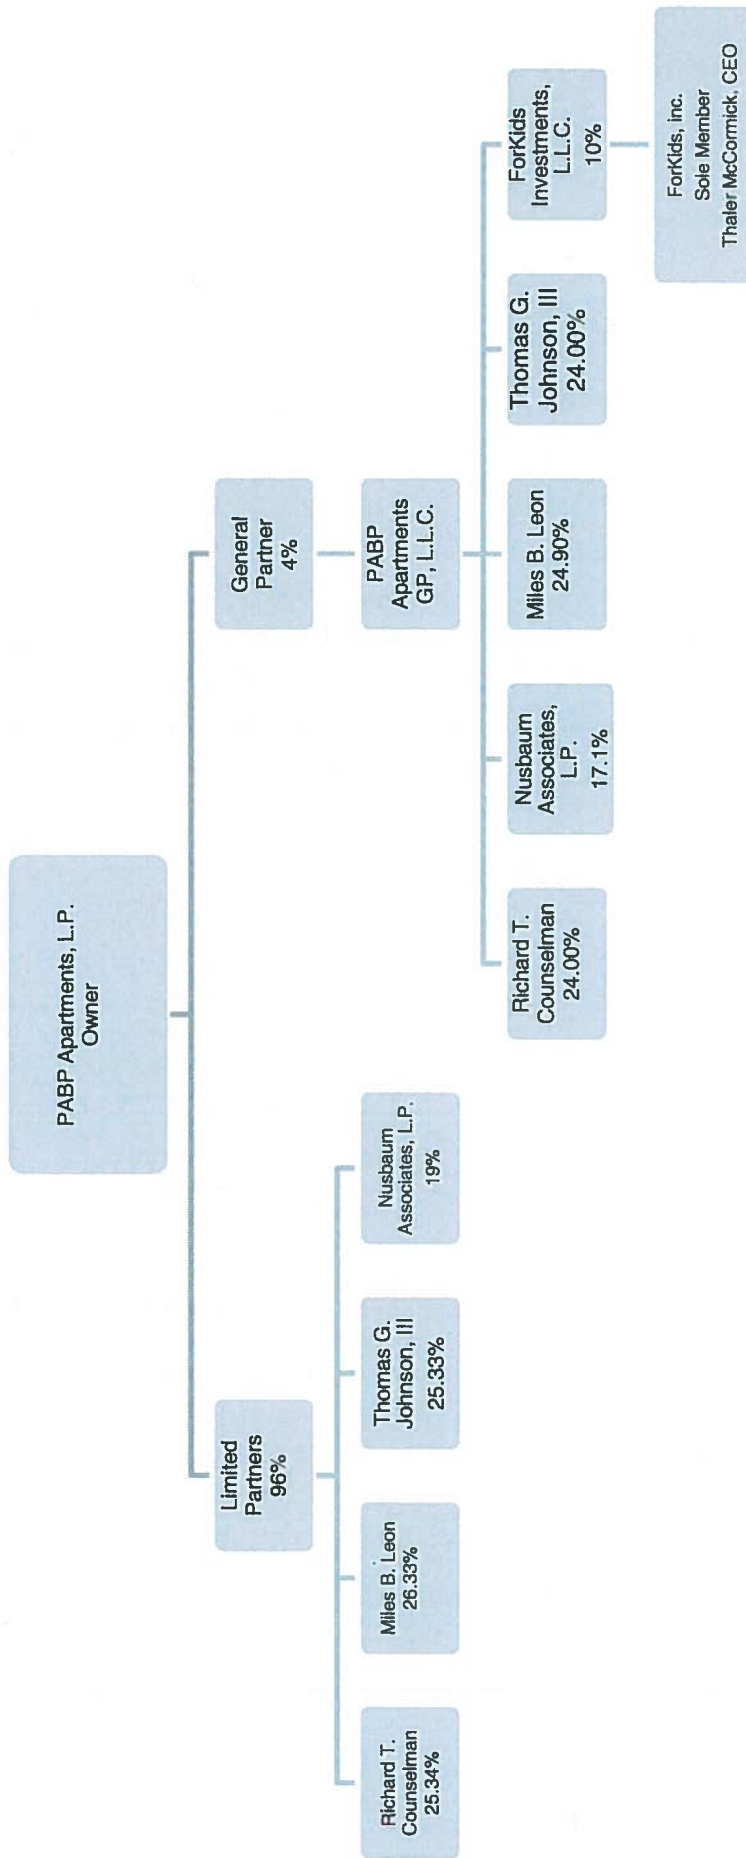 PABP Apartments, L.P.
Owner
Limited
Partners
96%
General
Partner
4%
Richard T.
Counselman
25.34%
Miles B. Leon
26.33%
Thomas G.
Johnson, III
25.33%
Nusbaum
Associates, L.P.
19%
PABP
Apartments
GP, L.L.C.
Richard T.
Counselman
24.00%
Nusbaum
Associates,
L.P.
17.1%
Miles B. Leon
24.90%
Thomas G.
Johnson, III
24.00%
ForKids
Investments,
L.L.C.
10%
ForKids, inc.
Sole Member
Thaler McCormick, CEO